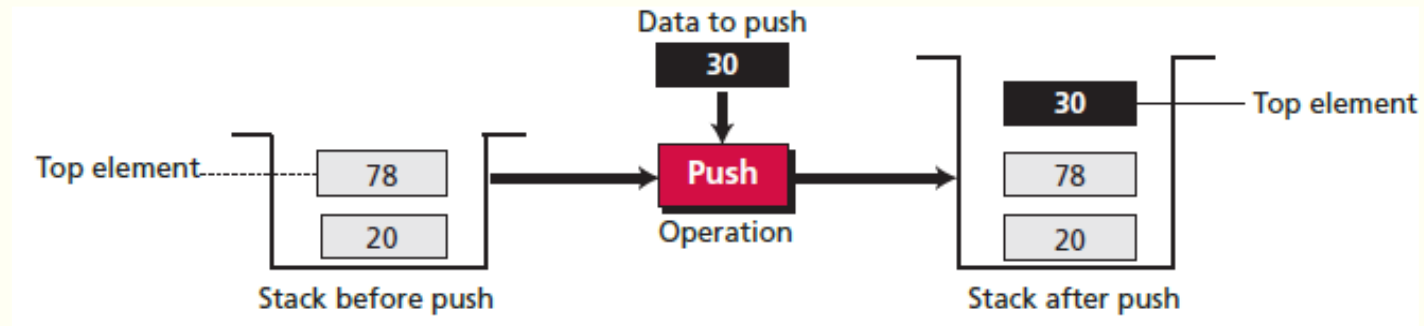 Data to push
30
Top element
78
20
Stack before push
Push
Operation
30
Top element
78
20
Stack after push